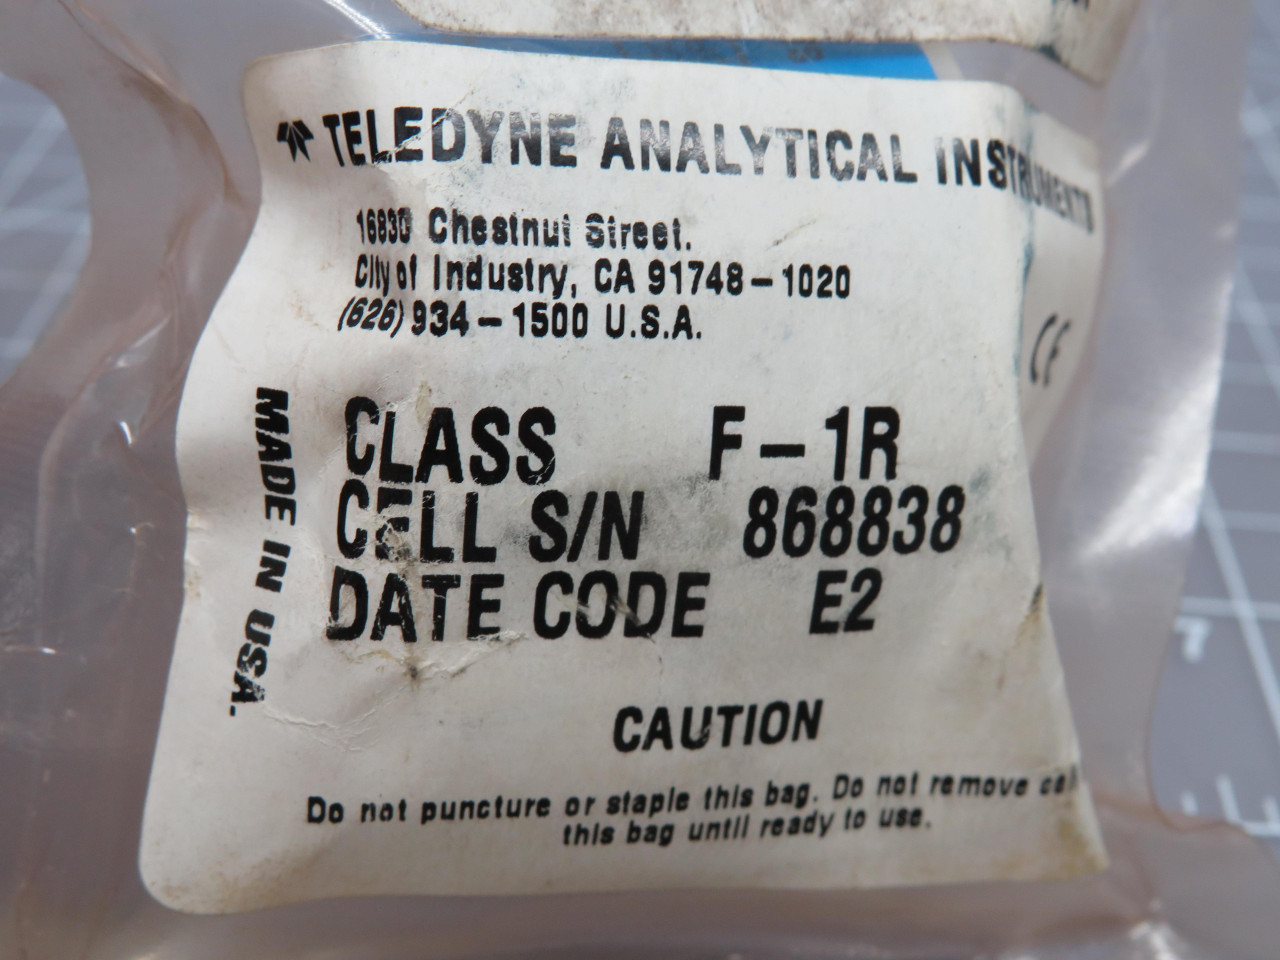 TELEDYNE ANALYTICAL INSTRUMENTS
16830 Chestnut Street.
City of Industry, CA 91748-1020
(626) 934-1500 U.S.A.
CE
CLASS F-1R
CELL S/N 868838
DATE CODE E2
MADE IN USA.
CAUTION
Do not puncture or staple this bag. Do not remove
this bag until ready to use.